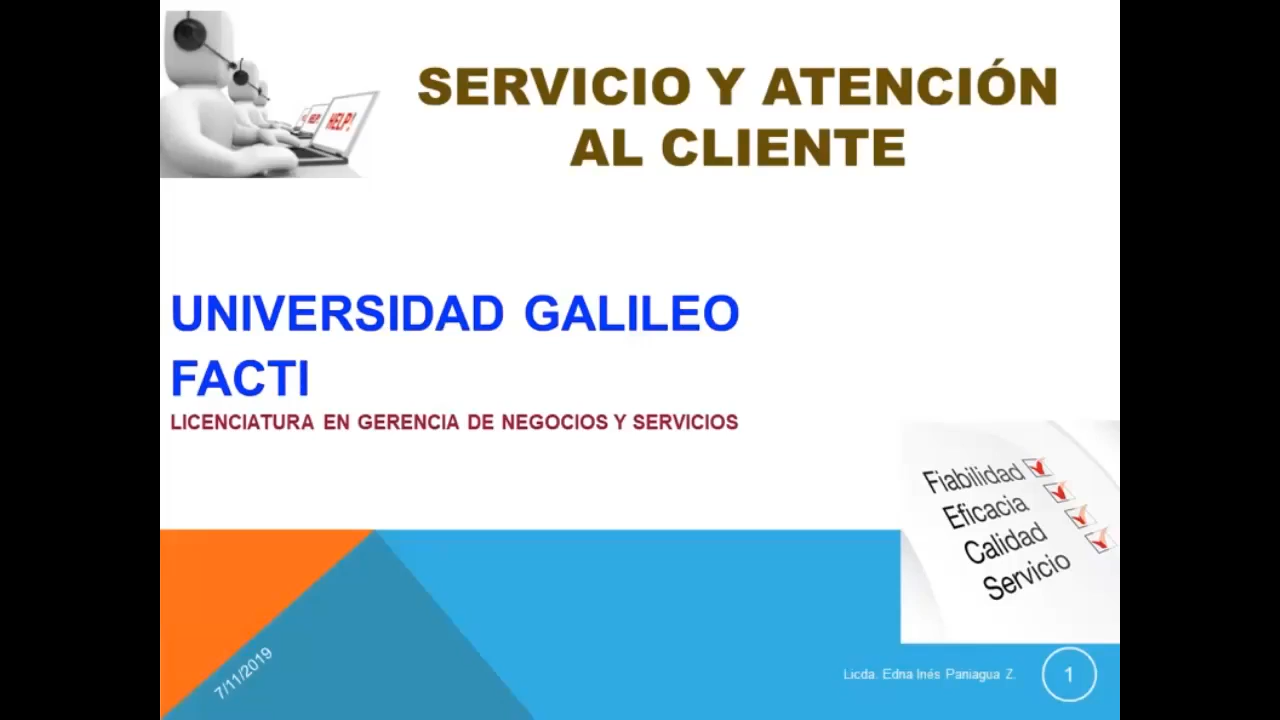 SERVICIO Y ATENCIÓN
AL CLIENTE
HELP!
HELP!
UNIVERSIDAD GALILEO
FACTI
LICENCIATURA EN GERENCIA DE NEGOCIOS Y SERVICIOS
Fiabilidad
Eficacia
Calidad
Servicio
7/11/2019
Licda. Edna Inés Paniagua Z.
1